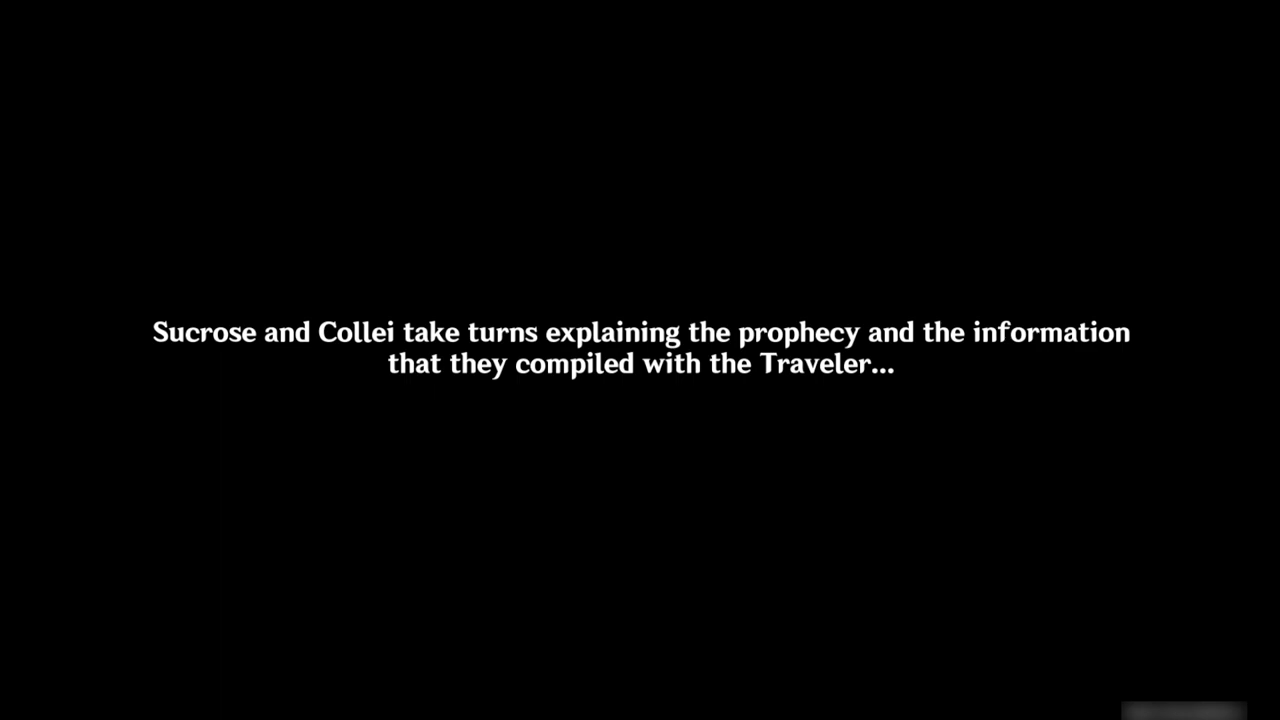 Sucrose and Collei take turns explaining the prophecy and the information
that they compiled with the Traveler...